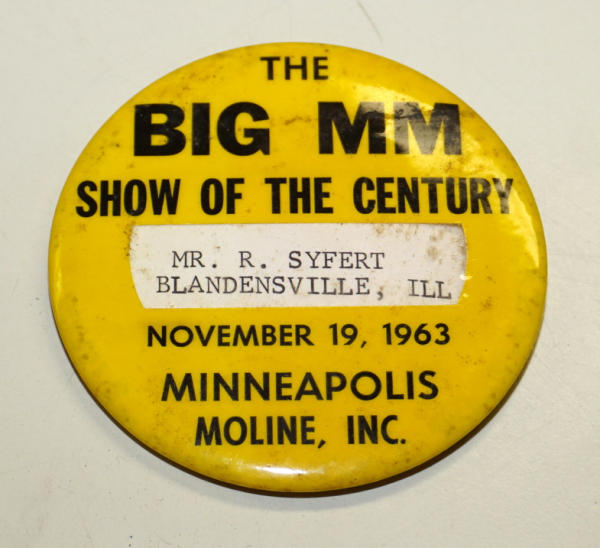 THE
BIG MM
SHOW OF THE CENTURY
MR. R. SYFERT
BLANDENSVILLE, ILL
NOVEMBER 19, 1963
MINNEAPOLIS
MOLINE, INC.